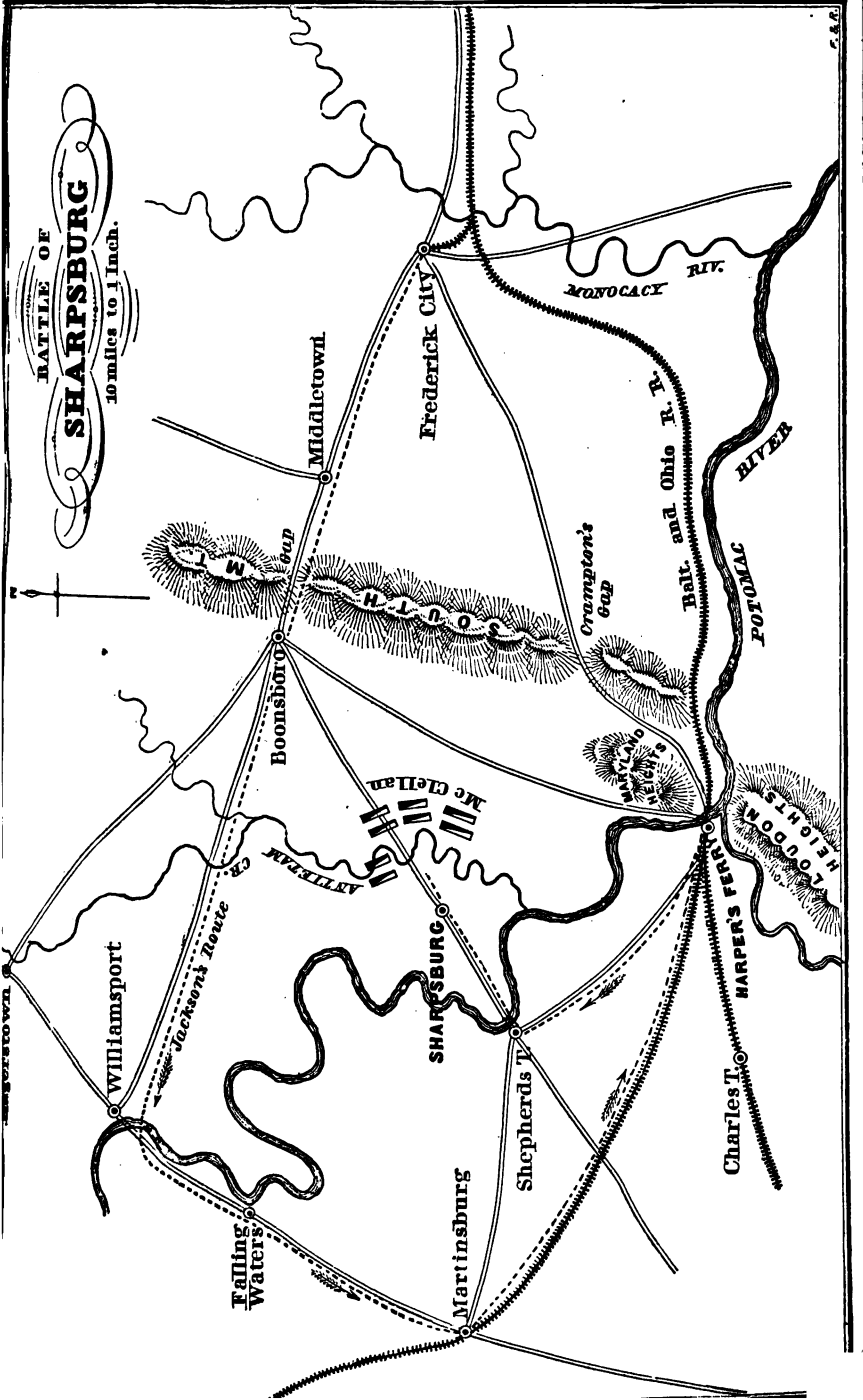 BATTLE OF
SHARPSBURG
10 miles to 1 Inch.
N
F. & R.
Frederick City
MONOCACY RIV.
Middletown
Balt. and Ohio R. R.
RIVER
POTOMAC
Gap
SOUTH MT
Crampton's
Gap
Boonsboro
MARYLAND
HEIGHTS
LOUDON
HEIGHTS
Mc Clellan
ANTIETAM CR.
Jackson's Route
SHARPSBURG
HARPER'S FERRY
Williamsport
Shepherds T.
Charles T.
Falling
Waters
Martinsburg